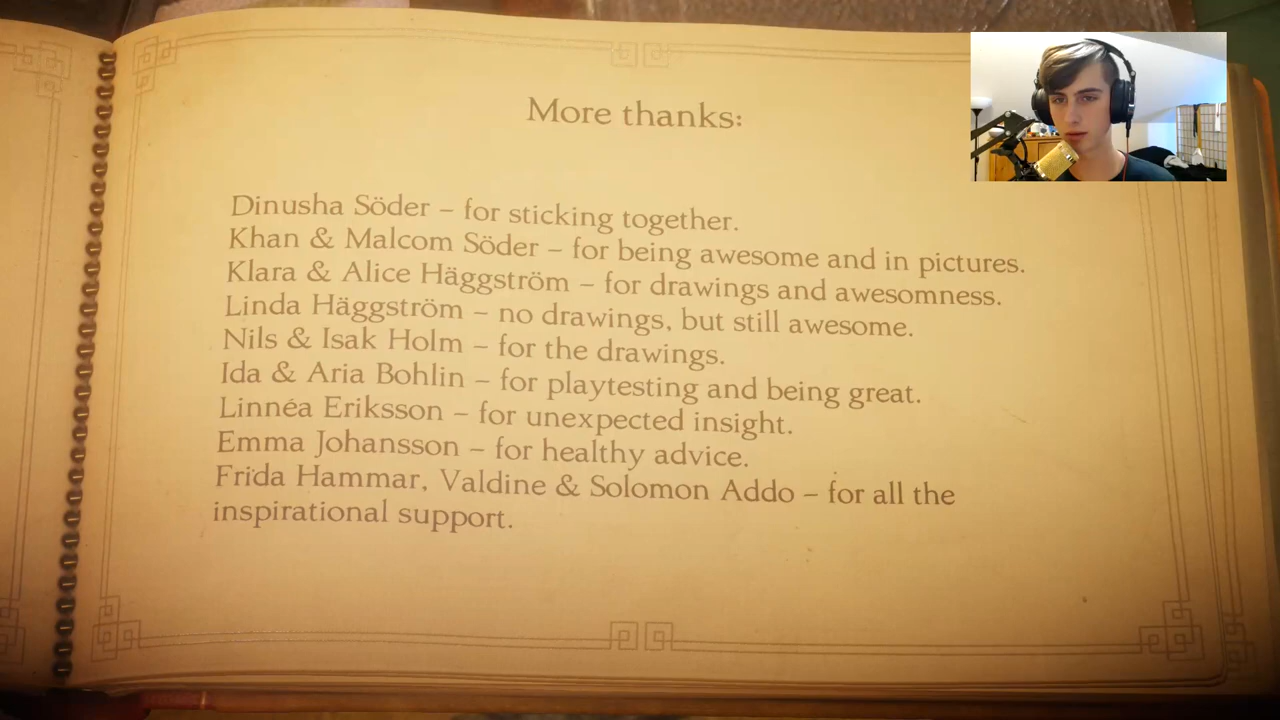 More thanks:
Dinusha Söder – for sticking together.
Khan & Malcom Söder – for being awesome and in pictures.
Klara & Alice Häggström – for drawings and awesomness.
Linda Häggström – no drawings, but still awesome.
Nils & Isak Holm – for the drawings.
Ida & Aria Bohlin – for playtesting and being great.
Linnéa Eriksson – for unexpected insight.
Emma Johansson – for healthy advice.
Frida Hammar, Valdine & Solomon Addo – for all the
inspirational support.